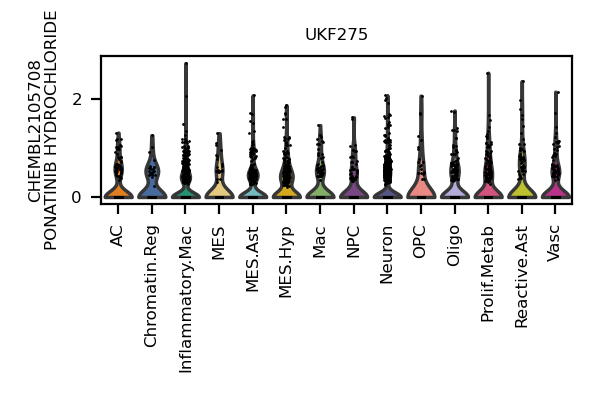 UKF275
CHEMBL2105708
PONATINIB HYDROCHLORIDE
2
0
AC
Chromatin.Reg
Inflammatory.Mac
MES
MES.Ast
MES.Hyp
Mac
NPC
Neuron
OPC
Oligo
Prolif.Metab
Reactive.Ast
Vasc